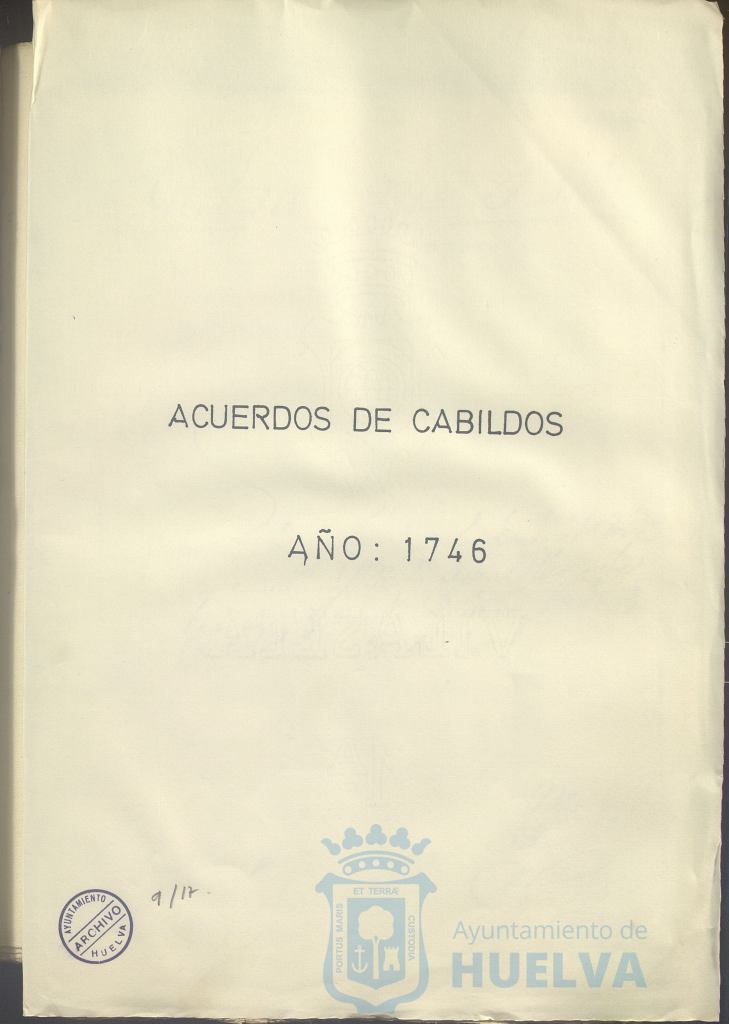 ACUERDOS DE CABILDOS
AÑO: 1746
9/17.
AYUNTAMIENTO
ARCHIVO
HUELVA
ET TERRÆ
PORTUS MARIS
CUSTODIA
Ayuntamiento de
HUELVA